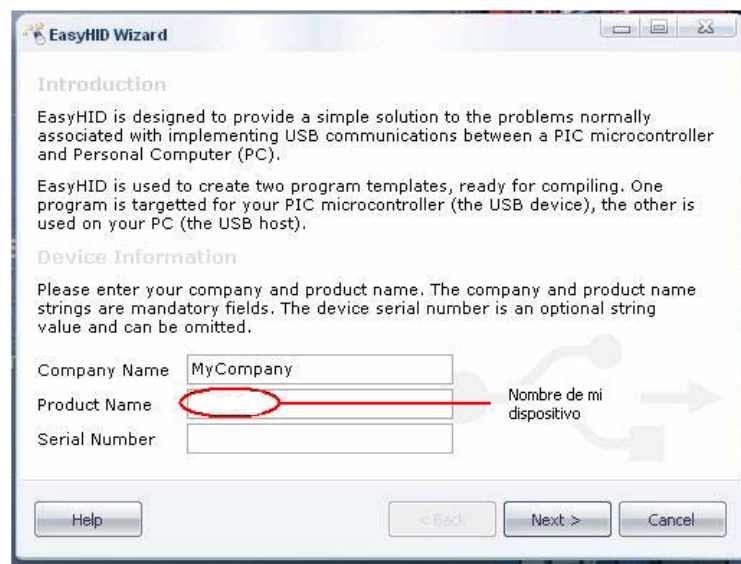 EasyHID Wizard
Introduction
EasyHID is designed to provide a simple solution to the problems normally
associated with implementing USB communications between a PIC microcontroller
and Personal Computer (PC).
EasyHID is used to create two program templates, ready for compiling. One
program is targetted for your PIC microcontroller (the USB device), the other is
used on your PC (the USB host).
Device Information
Please enter your company and product name. The company and product name
strings are mandatory fields. The device serial number is an optional string
value and can be omitted.
Company Name MyCompany
Product Name
Nombre de mi
dispositivo
Serial Number
Help < Back Next > Cancel